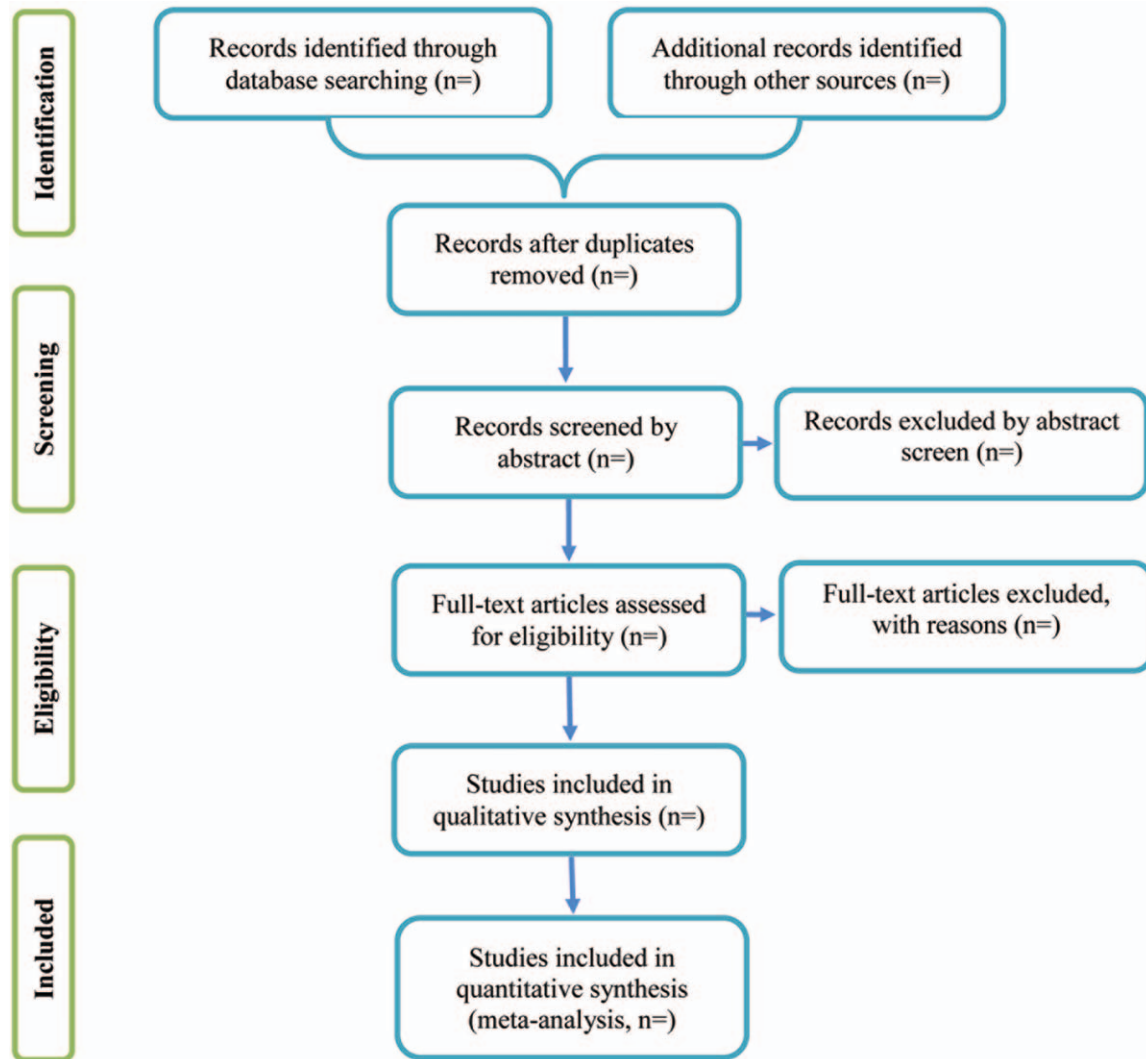 Identification
Records identified through
database searching (n=)
Additional records identified
through other sources (n=)
Records after duplicates
removed (n=)
Screening
Records screened by
abstract (n=)
Records excluded by abstract
screen (n=)
Eligibility
Full-text articles assessed
for eligibility (n=)
Full-text articles excluded,
with reasons (n=)
Studies included in
qualitative synthesis (n=)
Included
Studies included in
quantitative synthesis
(meta-analysis, n=)